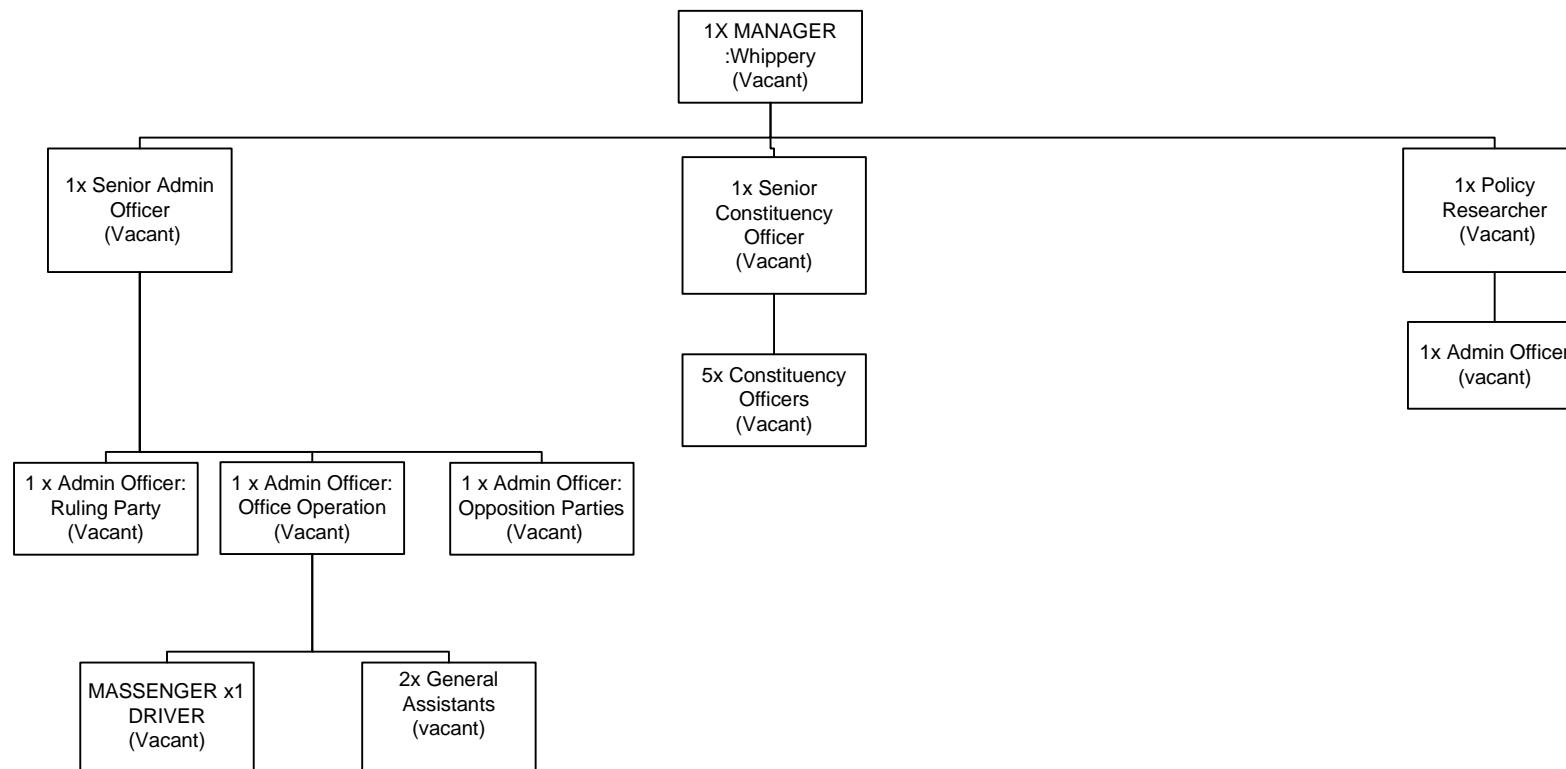 1X MANAGER
:Whippery
(Vacant)
1x Senior Admin
Officer
(Vacant)
1x Senior
Constituency
Officer
(Vacant)
1x Policy
Researcher
(Vacant)
5x Constituency
Officers
(Vacant)
1x Admin Officer
(vacant)
1 x Admin Officer:
Ruling Party
(Vacant)
1 x Admin Officer:
Office Operation
(Vacant)
1 x Admin Officer:
Opposition Parties
(Vacant)
MASSENGER x1
DRIVER
(Vacant)
2x General
Assistants
(vacant)